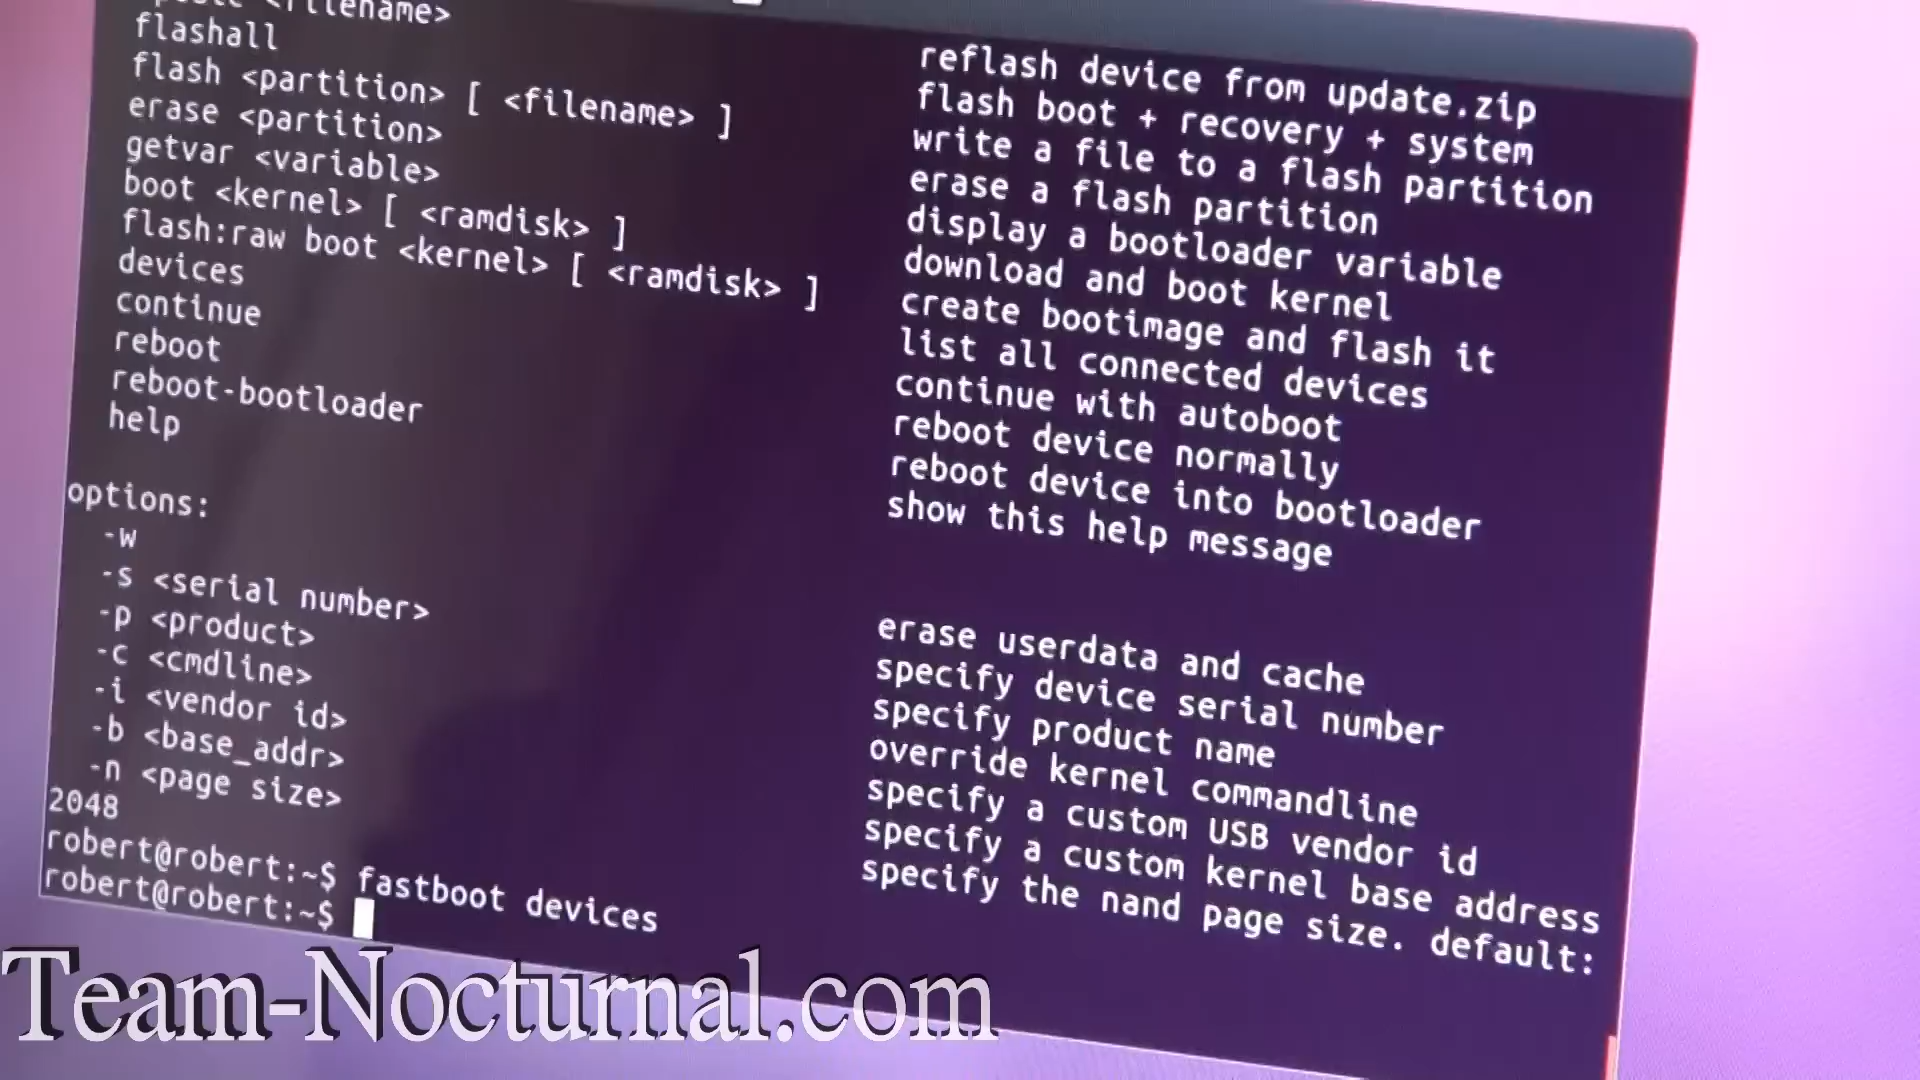 <filename> reflash device from update.zip
flashall flash boot + recovery + system
flash <partition> [ <filename> ] write a file to a flash partition
erase <partition> erase a flash partition
getvar <variable> display a bootloader variable
boot <kernel> [ <ramdisk> ] download and boot kernel
flash:raw boot <kernel> [ <ramdisk> ] create bootimage and flash it
devices list all connected devices
continue continue with autoboot
reboot reboot device normally
reboot-bootloader reboot device into bootloader
help show this help message
options:
-w erase userdata and cache
-s <serial number> specify device serial number
-p <product> specify product name
-c <cmdline> override kernel commandline
-i <vendor id> specify a custom USB vendor id
-b <base_addr> specify a custom kernel base address
-n <page size> specify the nand page size. default:
2048
robert@robert:~$ fastboot devices
robert@robert:~$
Team-Nocturnal.com